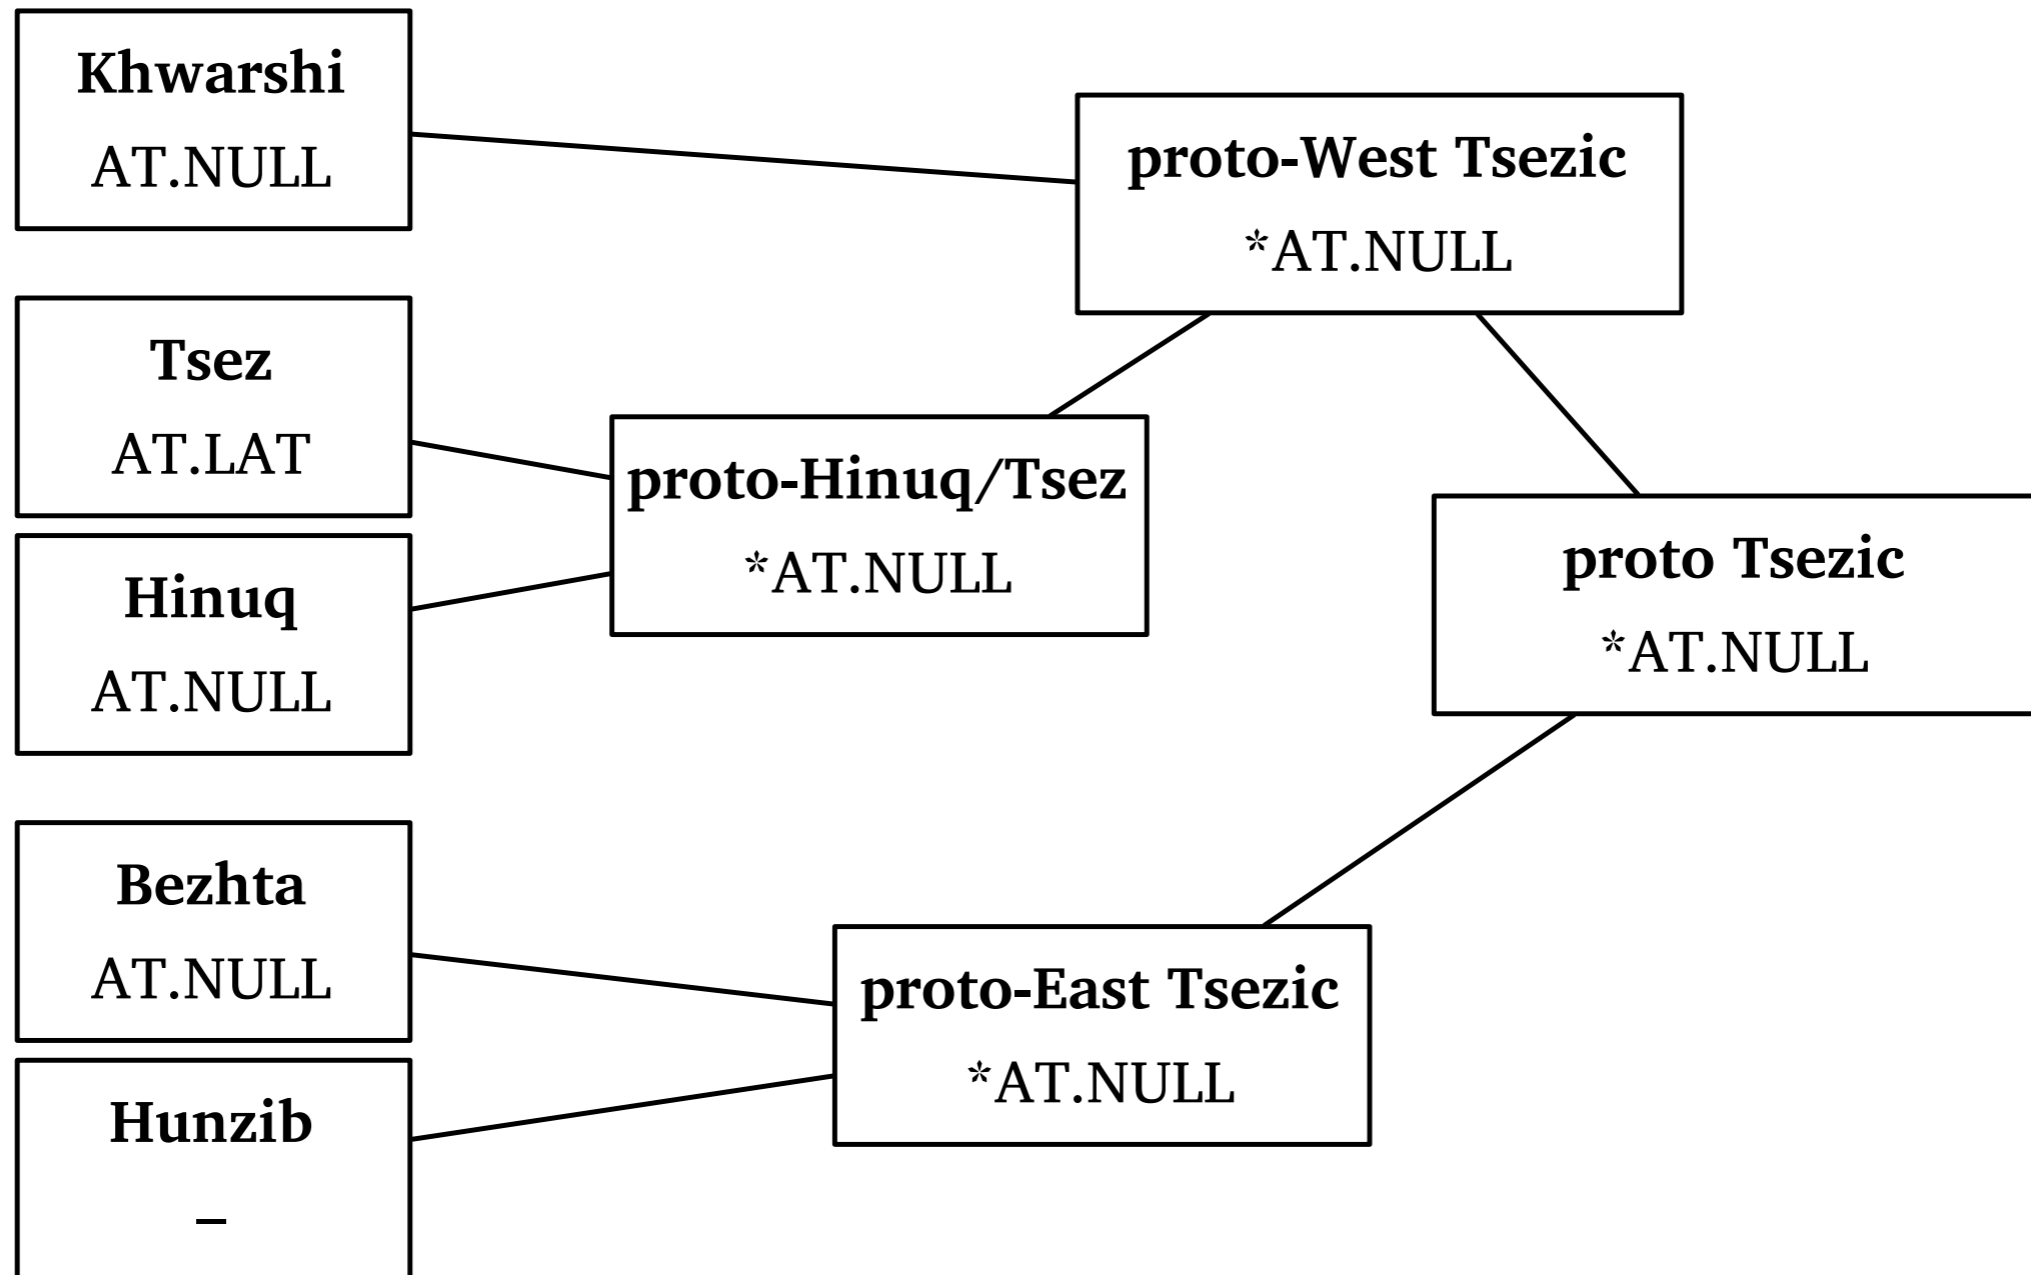 Khwarshi
AT.NULL
proto-West Tsezic
*AT.NULL
Tsez
AT.LAT
proto-Hinuq/Tsez
*AT.NULL
Hinuq
AT.NULL
proto Tsezic
*AT.NULL
Bezhta
AT.NULL
proto-East Tsezic
*AT.NULL
Hunzib
–